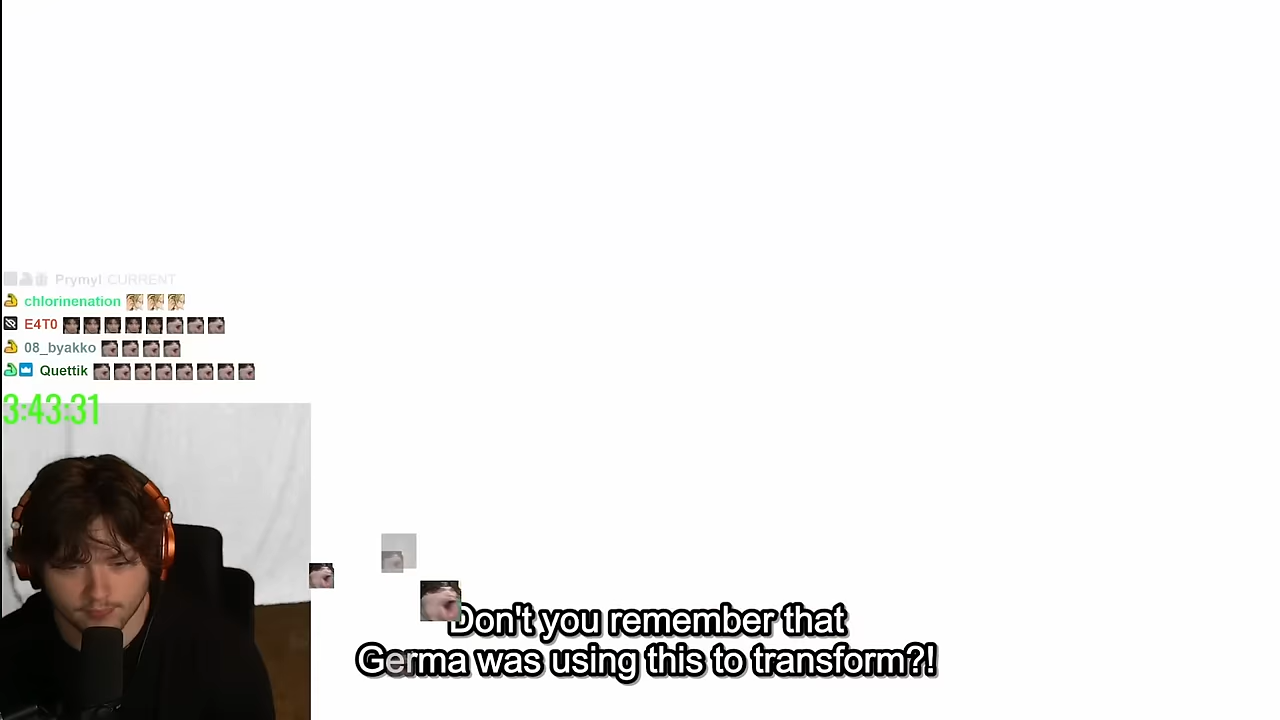 Prymyl CURRENT
chlorinenation
E4T0
08_byakko
Quettik
3:43:31
Don't you remember that
Germa was using this to transform?!